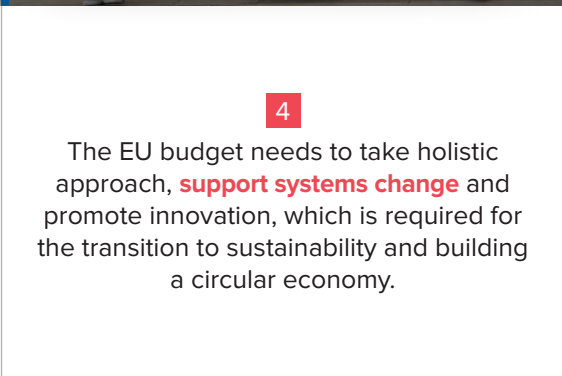 4
The EU budget needs to take holistic
approach, support systems change and
promote innovation, which is required for
the transition to sustainability and building
a circular economy.